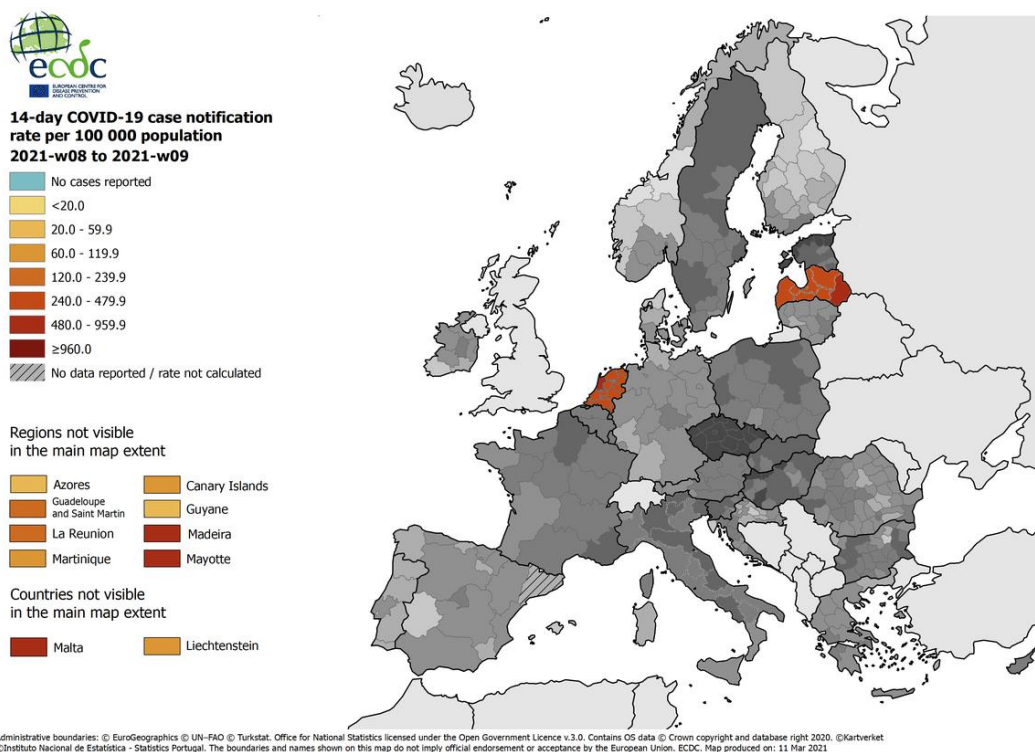 ecdc
EUROPEAN CENTRE FOR
DISEASE PREVENTION
AND CONTROL
14-day COVID-19 case notification
rate per 100 000 population
2021-w08 to 2021-w09
No cases reported
<20.0
20.0 - 59.9
60.0 - 119.9
120.0 - 239.9
240.0 - 479.9
480.0 - 959.9
≥960.0
No data reported / rate not calculated
Regions not visible
in the main map extent
Azores
Canary Islands
Guadeloupe
and Saint Martin
Guyane
La Reunion
Madeira
Martinique
Mayotte
Countries not visible
in the main map extent
Malta
Liechtenstein
Administrative boundaries: © EuroGeographics © UN–FAO © Turkstat. Office for National Statistics licensed under the Open Government Licence v.3.0. Contains OS data © Crown copyright and database right 2020. ©Kartverket
©Instituto Nacional de Estatística - Statistics Portugal. The boundaries and names shown on this map do not imply official endorsement or acceptance by the European Union. ECDC. Map produced on: 11 Mar 2021